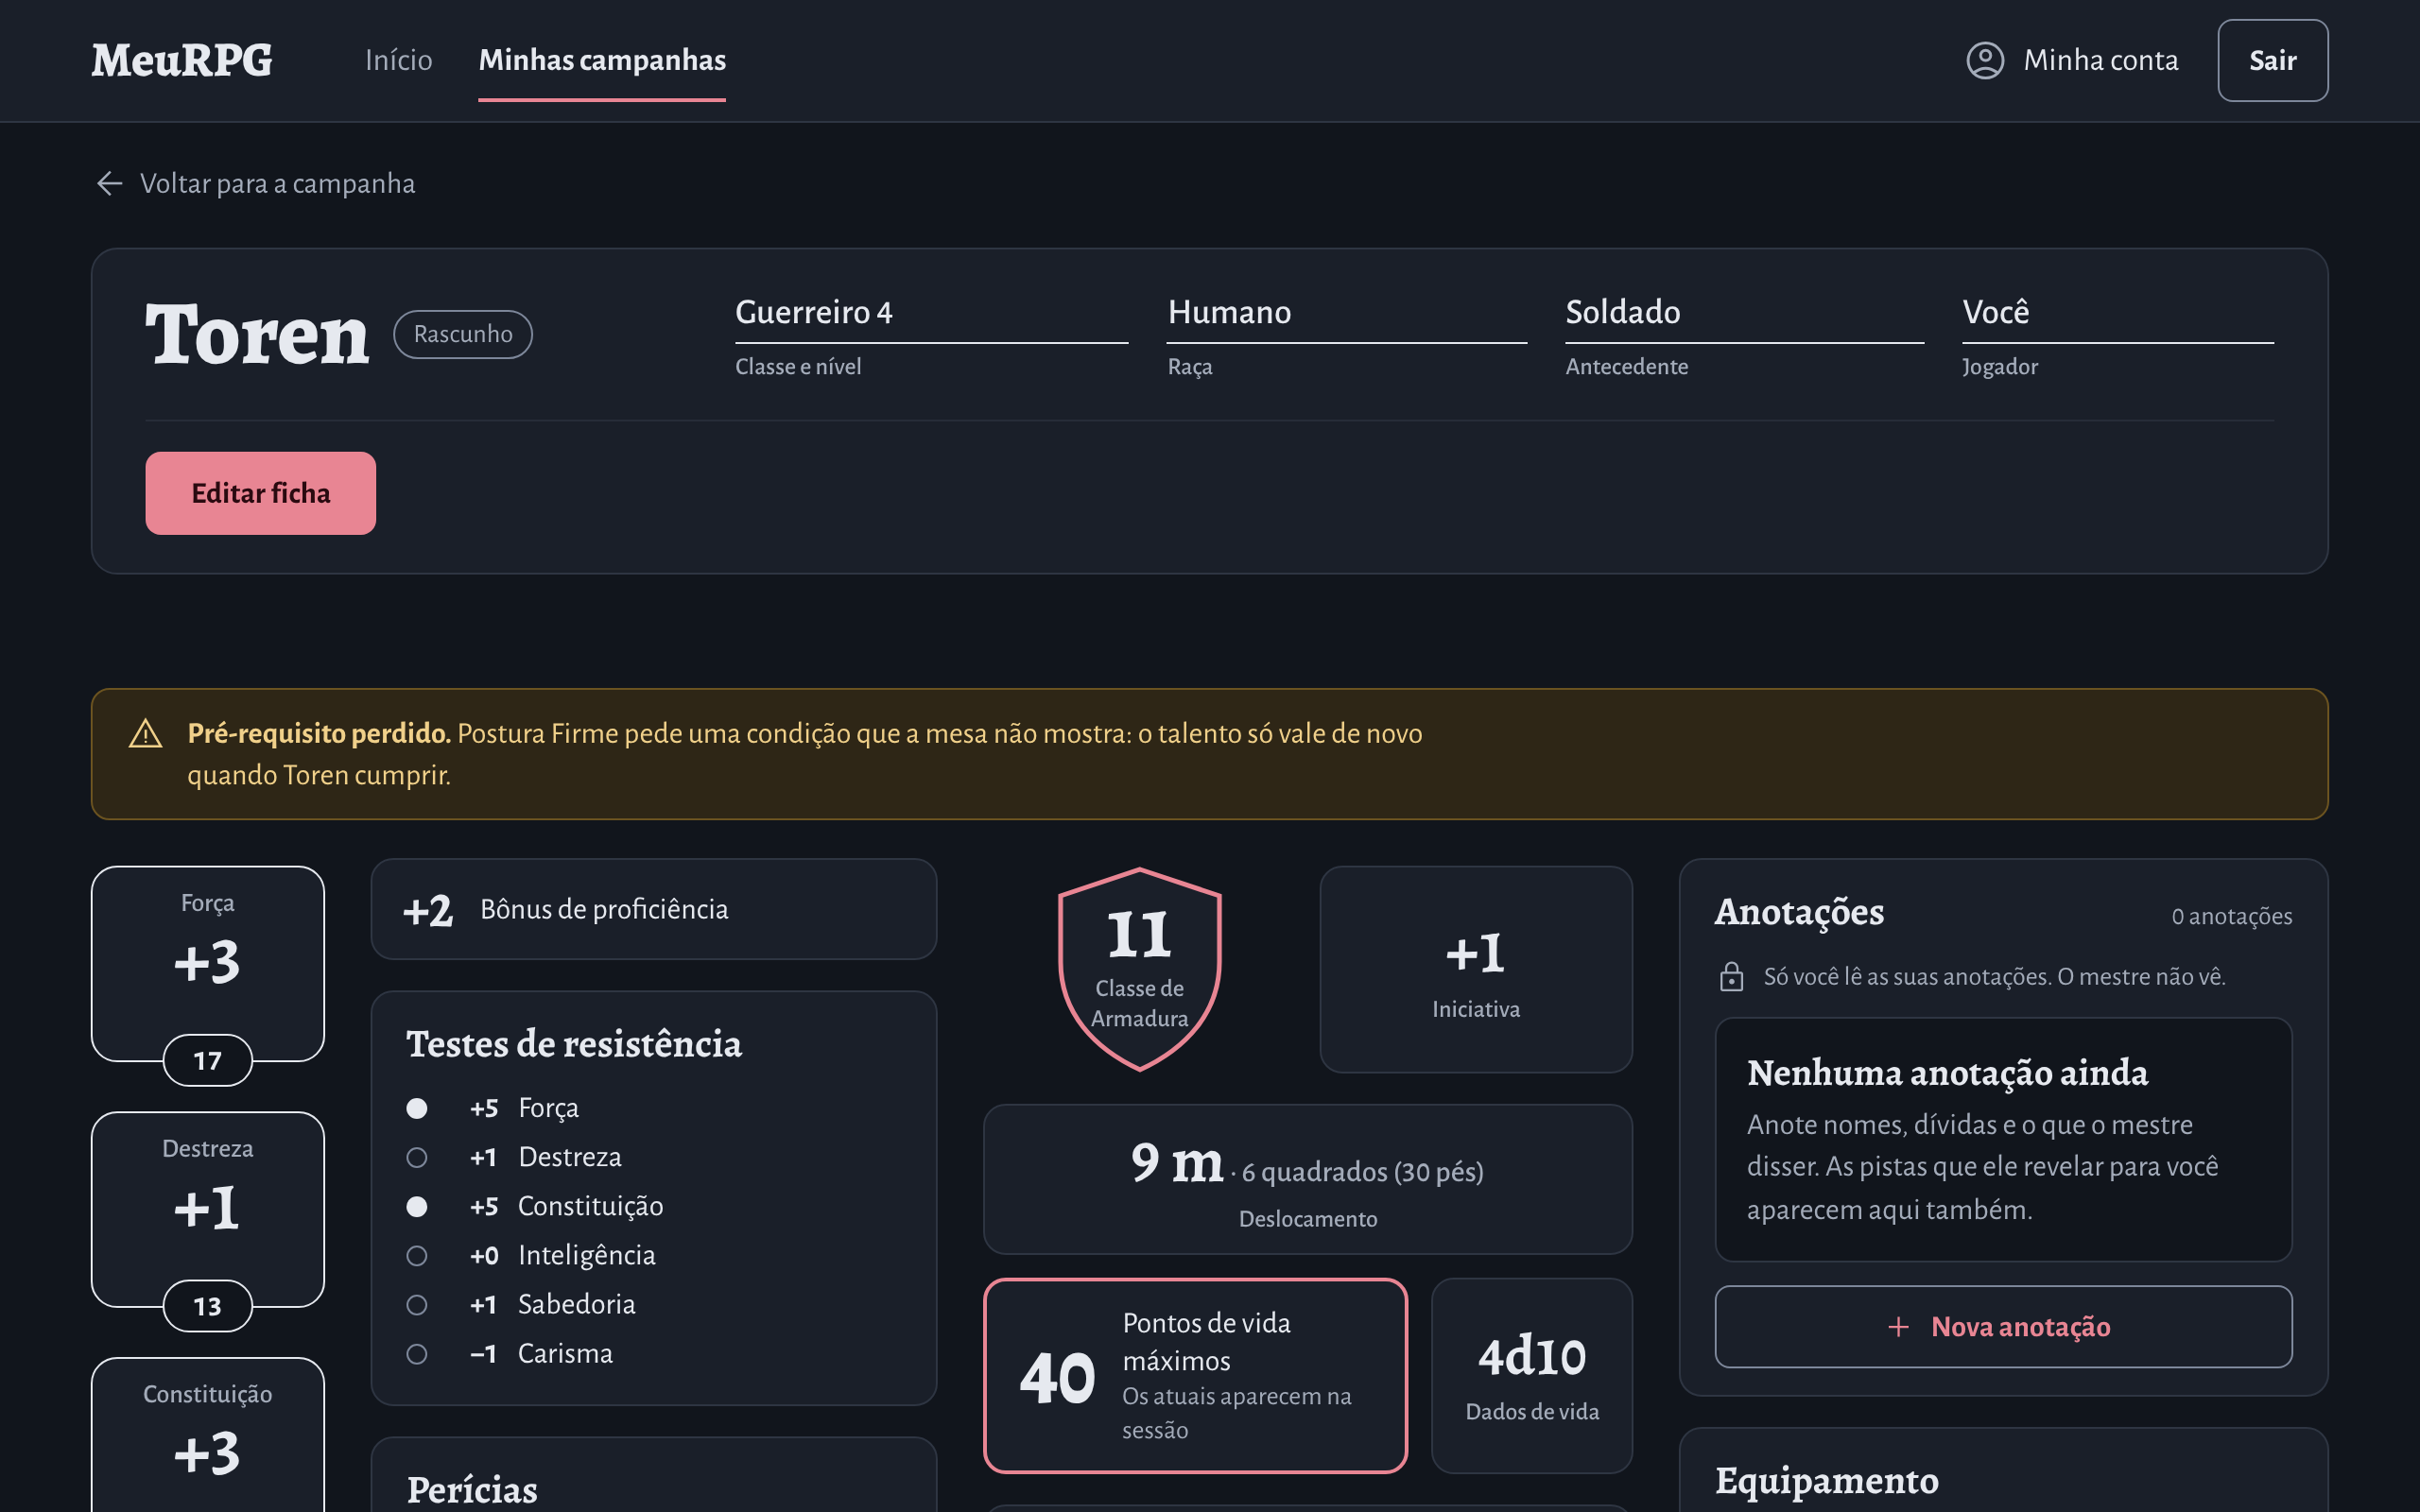 MeuRPG
Início
Minhas campanhas
Minha conta
Sair
Voltar para a campanha
Toren
Rascunho
Guerreiro 4
Classe e nível
Humano
Raça
Soldado
Antecedente
Você
Jogador
Editar ficha
Pré-requisito perdido. Postura Firme pede uma condição que a mesa não mostra: o talento só vale de novo
quando Toren cumprir.
Força
+3
17
Destreza
+1
13
Constituição
+3
+2 Bônus de proficiência
Testes de resistência
+5 Força
+1 Destreza
+5 Constituição
+0 Inteligência
+1 Sabedoria
−1 Carisma
Perícias
11
Classe de
Armadura
+1
Iniciativa
9 m · 6 quadrados (30 pés)
Deslocamento
40
Pontos de vida
máximos
Os atuais aparecem na
sessão
4d10
Dados de vida
Anotações
0 anotações
Só você lê as suas anotações. O mestre não vê.
Nenhuma anotação ainda
Anote nomes, dívidas e o que o mestre
disser. As pistas que ele revelar para você
aparecem aqui também.
+ Nova anotação
Equipamento